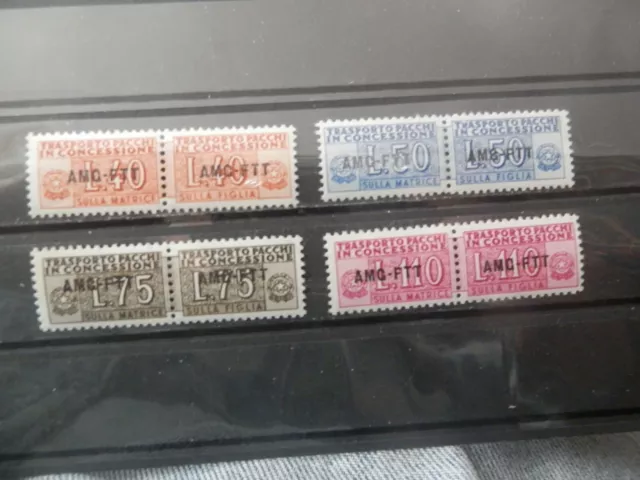 TRASPORTO PACCHI TRASPORTO PACCHI
IN CONCESSIONE IN CONCESSIONE
AMG-FTT AMG-FTT
L.40 L.40
SULLA MATRICE SULLA FIGLIA
TRASPORTO PACCHI TRASPORTO PACCHI
IN CONCESSIONE IN CONCESSIONE
AMG-FTT AMG-FTT
L.50 L.50
SULLA MATRICE SULLA FIGLIA
TRASPORTO PACCHI TRASPORTO PACCHI
IN CONCESSIONE IN CONCESSIONE
AMG-FTT AMG-FTT
L.75 L.75
SULLA MATRICE SULLA FIGLIA
TRASPORTO PACCHI TRASPORTO PACCHI
IN CONCESSIONE IN CONCESSIONE
AMG-FTT AMG-FTT
L.110 L.110
SULLA MATRICE SULLA FIGLIA